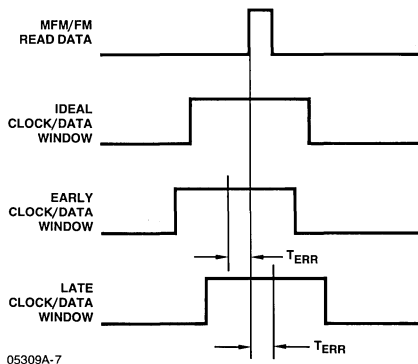 MFM/FM
READ DATA
IDEAL
CLOCK/DATA
WINDOW
EARLY
CLOCK/DATA
WINDOW
TERR
LATE
CLOCK/DATA
WINDOW
TERR
05309A-7